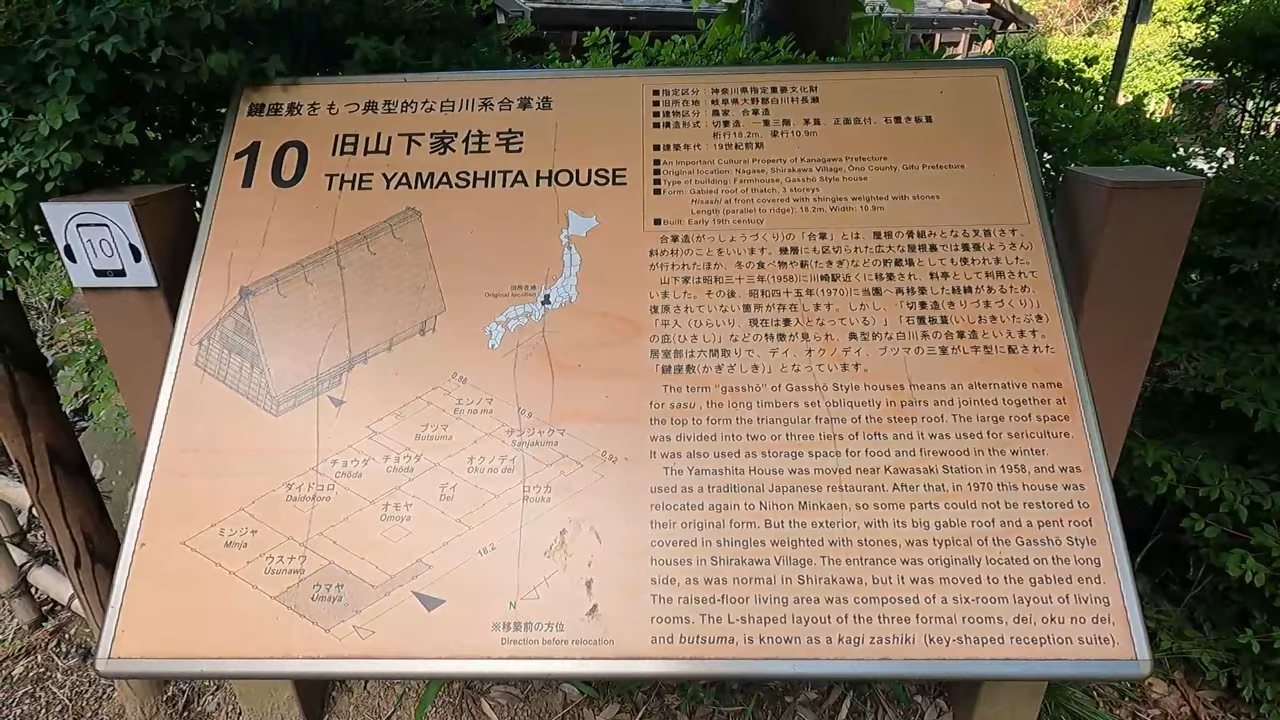 鍵座敷をもつ典型的な白川系合掌造
10
旧山下家住宅
THE YAMASHITA HOUSE
10
■指定区分：神奈川県指定重要文化財
■旧所在地：岐阜県大野郡白川村長瀬
■建物区分：農家、合掌造
■構造形式：切妻造、一重三階、茅葺、正面庇付、石置き板葺
桁行18.2m、梁行10.9m
■建築年代：19世紀前期
■An Important Cultural Property of Kanagawa Prefecture
■Original location: Nagase, Shirakawa Village, Ōno County, Gifu Prefecture
■Type of building: Farmhouse, Gasshō Style house
■Form: Gabled roof of thatch, 3 storeys
Hisashi at front covered with shingles weighted with stones
Length (parallel to ridge): 18.2m, Width: 10.9m
■Built: Early 19th century
合掌造(がっしょうづくり)の「合掌」とは、屋根の骨組みとなる叉首(さす、
斜め材)のことをいいます。幾層にも区切られた広大な屋根裏では養蚕(ようさん)
が行われたほか、冬の食べ物や薪(たきぎ)などの貯蔵場としても使われました。
山下家は昭和三十三年(1958)に川崎駅近くに移築され、料亭として利用されて
いました。その後、昭和四十五年(1970)に当園へ再移築した経緯があるため、
復原されていない箇所が存在します。しかし、「切妻造(きりづまづくり)」
「平入(ひらいり、現在は妻入となっている)」「石置板葺(いしおきいたぶき)
の庇(ひさし)」などの特徴が見られ、典型的な白川系の合掌造といえます。
居室部は六間取りで、デイ、オクノデイ、ブツマの三室がL字型に配された
「鍵座敷(かぎざしき)」となっています。
The term “gasshō” of Gasshō Style houses means an alternative name
for sasu , the long timbers set obliquetly in pairs and jointed together at
the top to form the triangular frame of the steep roof. The large roof space
was divided into two or three tiers of lofts and it was used for sericulture.
It was also used as storage space for food and firewood in the winter.
The Yamashita House was moved near Kawasaki Station in 1958, and was
used as a traditional Japanese restaurant. After that, in 1970 this house was
relocated again to Nihon Minkaen, so some parts could not be restored to
their original form. But the exterior, with its big gable roof and a pent roof
covered in shingles weighted with stones, was typical of the Gasshō Style
houses in Shirakawa Village. The entrance was originally located on the long
side, as was normal in Shirakawa, but it was moved to the gabled end.
The raised-floor living area was composed of a six-room layout of living
rooms. The L-shaped layout of the three formal rooms, dei, oku no dei,
and butsuma, is known as a kagi zashiki (key-shaped reception suite).
旧所在地
Original location
0.88
エンノマ
En no ma
10.9
ブツマ
Butsuma
サンジャクマ
Sanjakuma
0.92
チョウダ
Chōda
チョウダ
Chōda
オクノデイ
Oku no dei
ダイドコロ
Daidokoro
デイ
Dei
コウカ
Rouka
オモヤ
Omoya
ミンジャ
Minja
18.2
ウスナワ
Usunawa
ウマヤ
Umaya
N
※移築前の方位
Direction before relocation